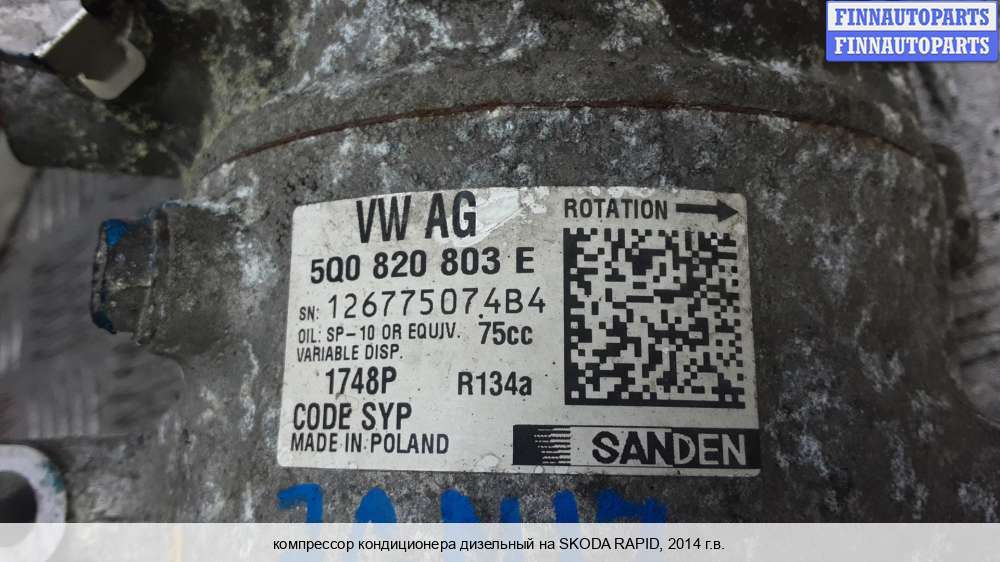 FINNAUTOPARTS
FINNAUTOPARTS
VW AG
ROTATION
5Q0 820 803 E
SN: 126775074B4
OIL: SP-10 OR EQUIV. 75cc
VARIABLE DISP.
1748P R134a
CODE SYP
MADE IN POLAND
SANDEN
компрессор кондиционера дизельный на SKODA RAPID, 2014 г.в.